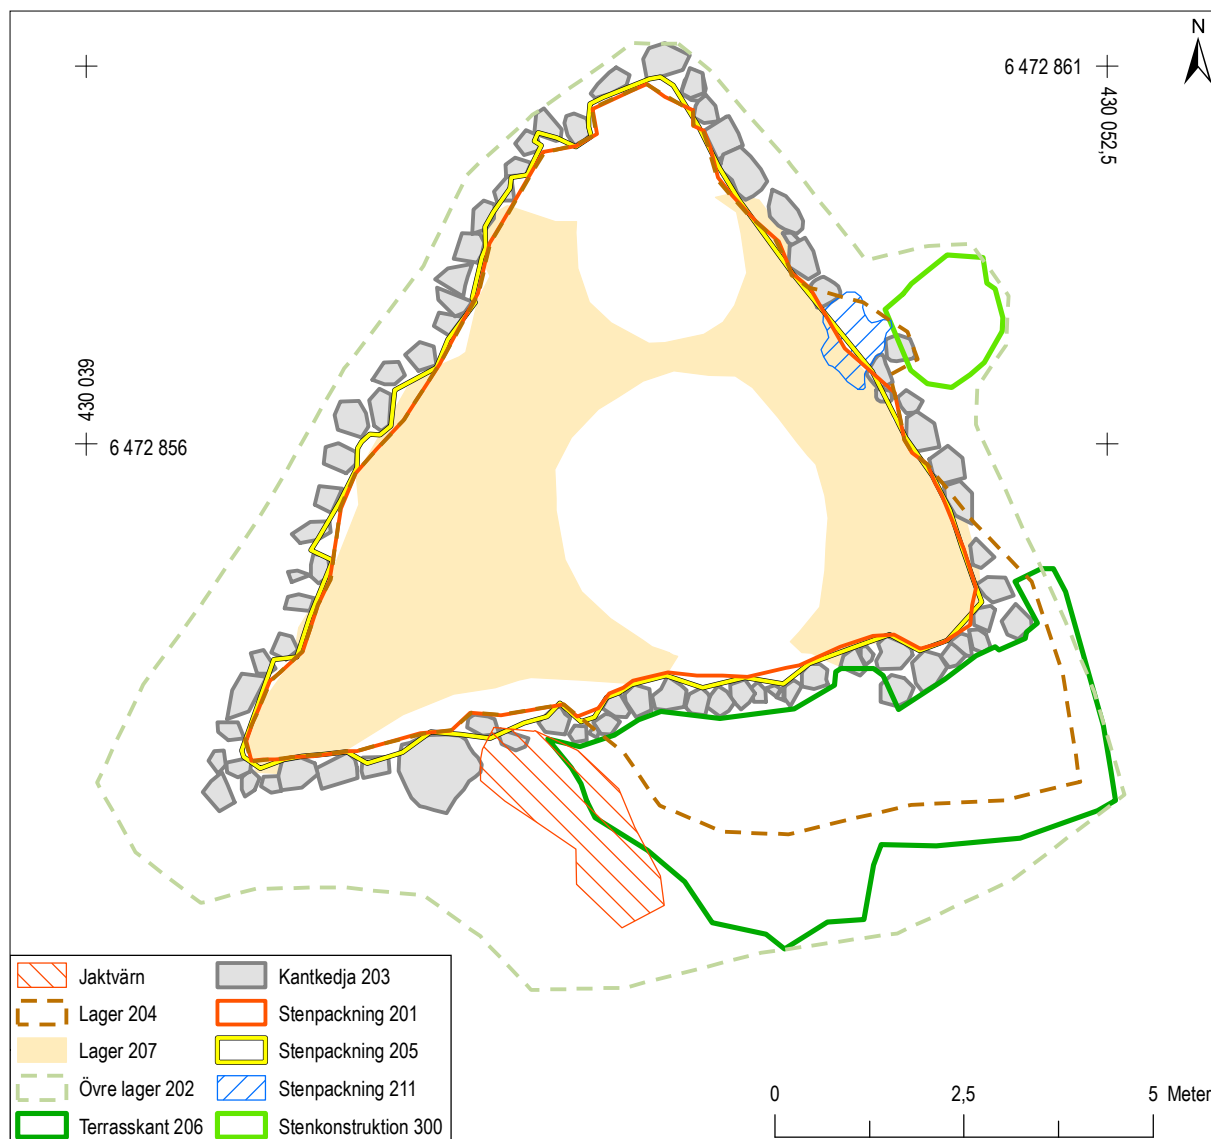 N
6 472 861
430 052,5
430 039
6 472 856
Jaktvärn
Lager 204
Lager 207
Övre lager 202
Terrasskant 206
Kantkedja 203
Stenpackning 201
Stenpackning 205
Stenpackning 211
Stenkonstruktion 300
0 2,5 5 Meter